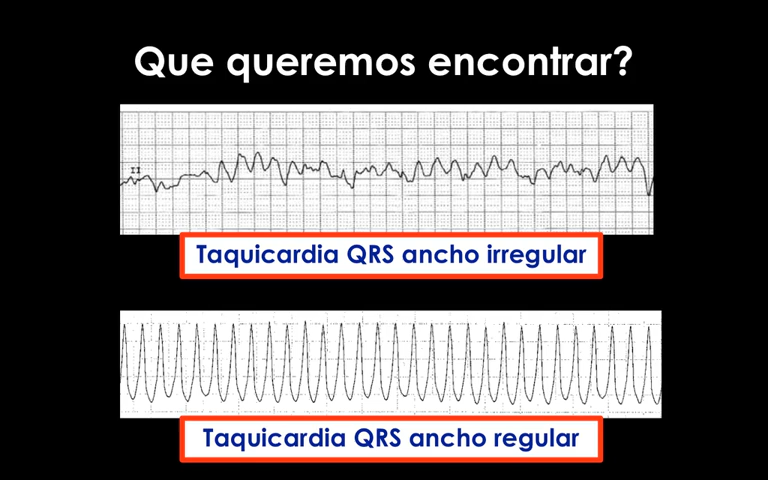 Que queremos encontrar?
II
Taquicardia QRS ancho irregular
Taquicardia QRS ancho regular